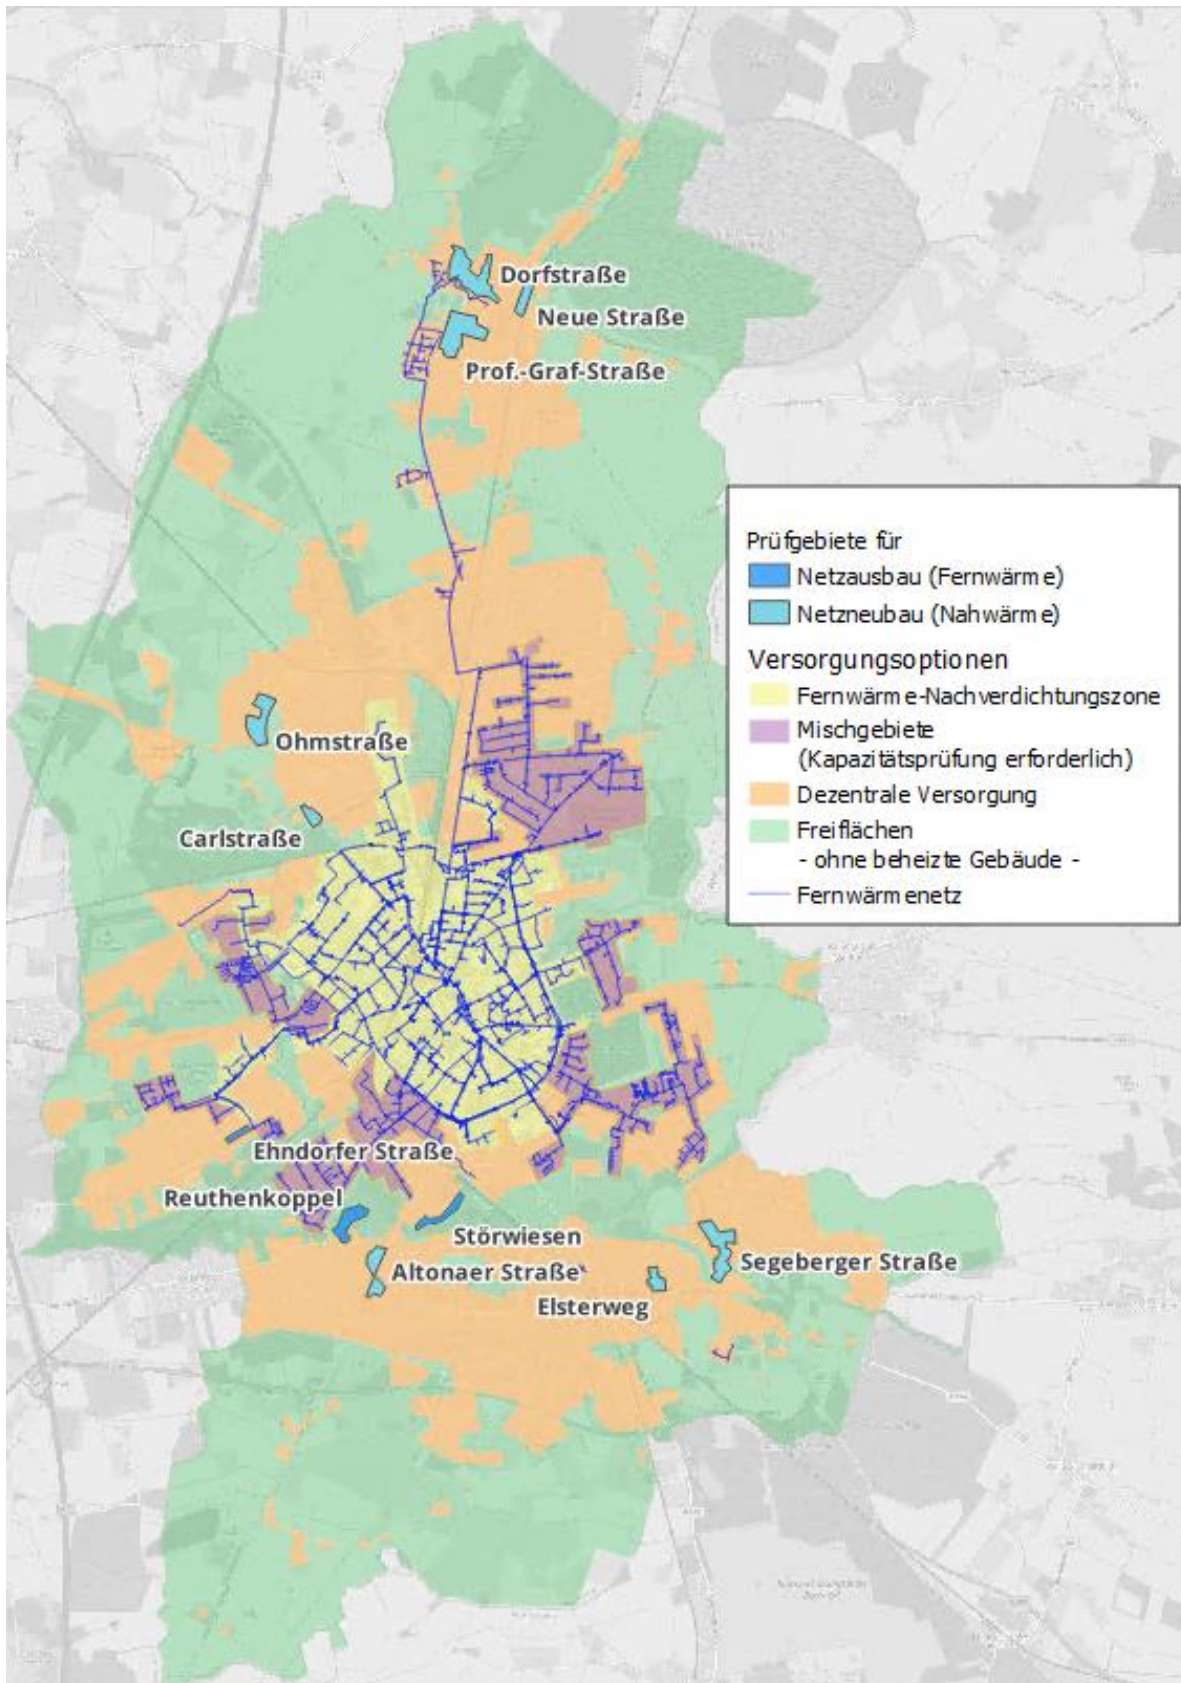 Dorfstraße
Neue Straße
Prof.-Graf-Straße
Prüfgebiete für
Netzausbau (Fernwärme)
Netzneubau (Nahwärme)
Versorgungsoptionen
Fernwärme-Nachverdichtungszone
Mischgebiete
(Kapazitätsprüfung erforderlich)
Dezentrale Versorgung
Freiflächen
- ohne beheizte Gebäude -
Fernwärmenetz
Ohmstraße
Carlstraße
Ehndorfer Straße
Reuthenkoppel
Störwiesen
Altonaer Straße
Segeberger Straße
Elsterweg